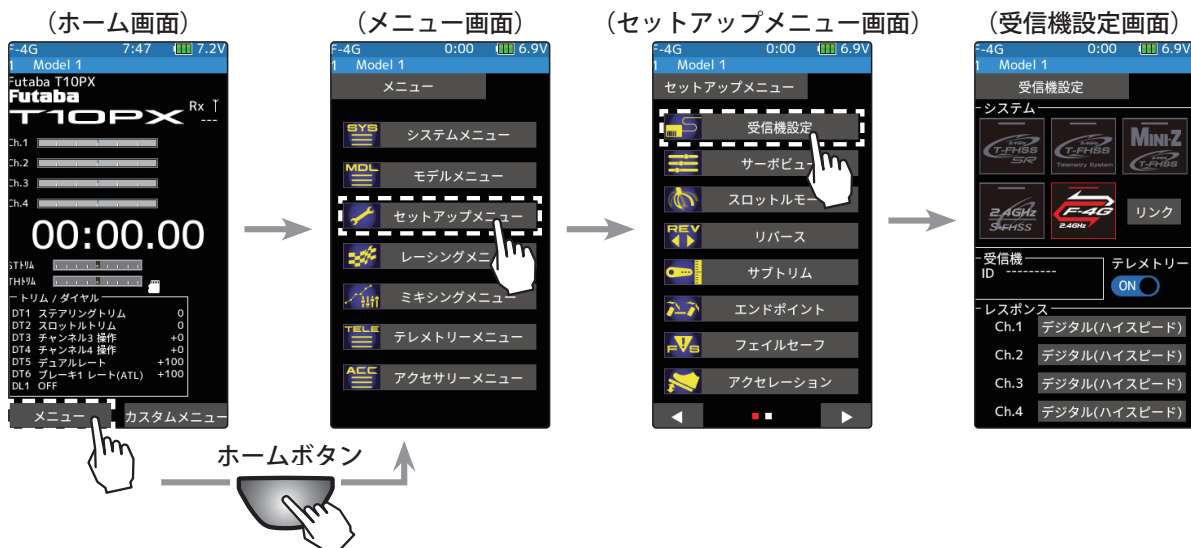 （ホーム画面）
F-4G 7:47 7.2V
1 Model 1
Futaba T10PX
Futaba
T10PX
Rx
---
Ch.1
Ch.2
Ch.3
Ch.4
00:00.00
STトリム
THトリム
トリム / ダイヤル
DT1 ステアリングトリム 0
DT2 スロットルトリム 0
DT3 チャンネル3 操作 +0
DT4 チャンネル4 操作 +0
DT5 デュアルレート +100
DT6 ブレーキ1 レート(ATL) +100
DL1 OFF
メニュー カスタムメニュー
ホームボタン
（メニュー画面）
F-4G 0:00 6.9V
1 Model 1
メニュー
SYS システムメニュー
MDL モデルメニュー
セットアップメニュー
レーシングメニ
ミキシングメニュー
TELE テレメトリーメニュー
ACC アクセサリーメニュー
（セットアップメニュー画面）
F-4G 0:00 6.9V
1 Model 1
セットアップメニュー
受信機設定
サーボビュー
スロットルモー
REV リバース
サブトリム
エンドポイント
F/S フェイルセーフ
アクセレーション
（受信機設定画面）
F-4G 0:00 6.9V
1 Model 1
受信機設定
システム
2.4GHz T-FHSS SR
2.4GHz T-FHSS Telemetry System
MINI-Z 2.4GHz T-FHSS
2.4GHz S-FHSS
F-4G 2.4GHz
リンク
受信機
ID ---------
テレメトリー
ON
レスポンス
Ch.1 デジタル(ハイスピード)
Ch.2 デジタル(ハイスピード)
Ch.3 デジタル(ハイスピード)
Ch.4 デジタル(ハイスピード)